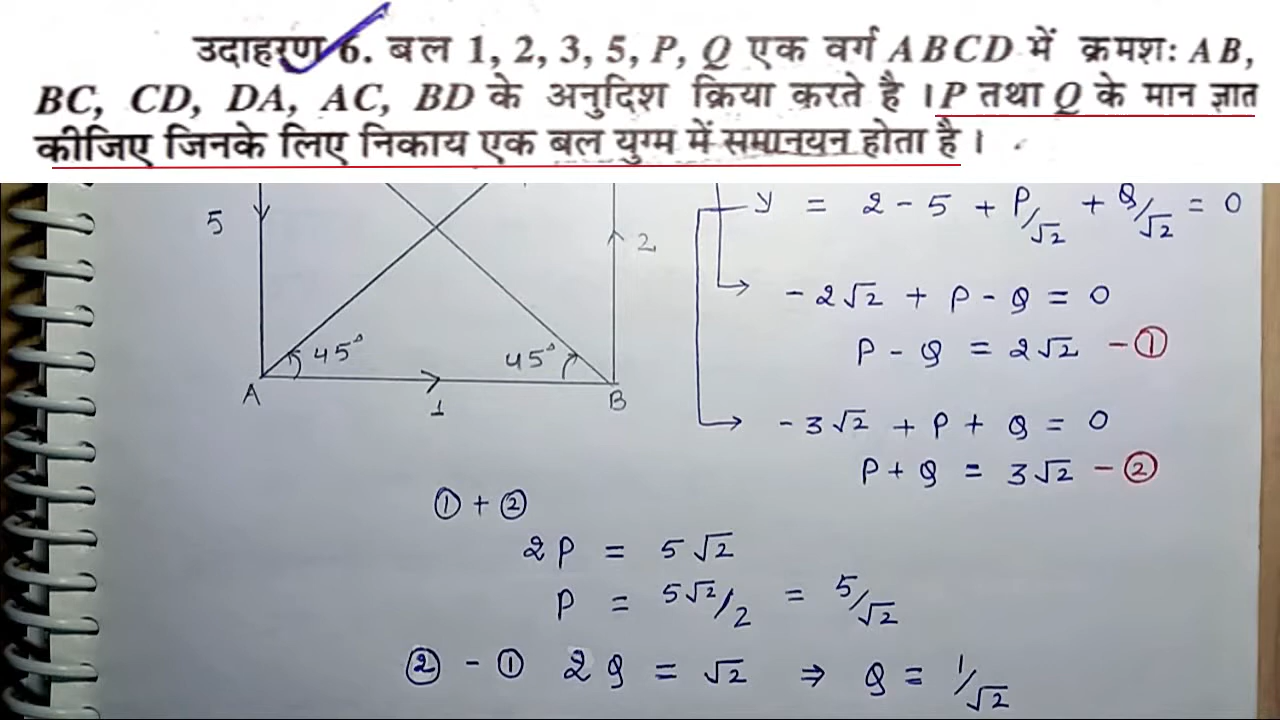 उदाहरण 6. बल 1, 2, 3, 5, P, Q एक वर्ग ABCD में क्रमशः AB,
BC, CD, DA, AC, BD के अनुदिश क्रिया करते है । P तथा Q के मान ज्ञात
कीजिए जिनके लिए निकाय एक बल युग्म में समानयन होता है ।
5
2
45°
45°
A
1
B
y = 2 - 5 + P/√2 + Q/√2 = 0
- 2√2 + P - Q = 0
P - Q = 2√2 - ①
- 3√2 + P + Q = 0
P + Q = 3√2 - ②
① + ②
2P = 5√2
P = 5√2/2 = 5/√2
② - ① 2Q = √2 ⇒ Q = 1/√2